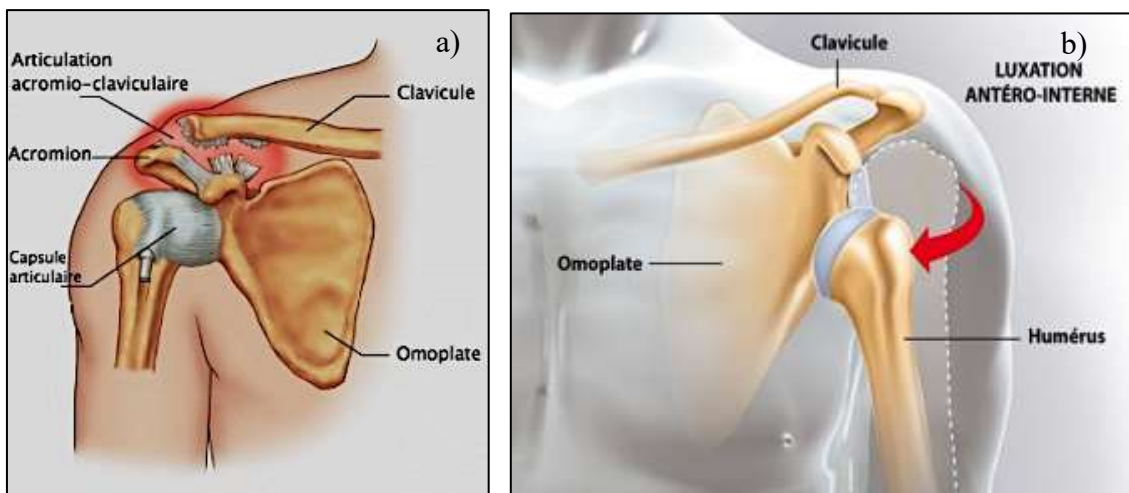 a)
Articulation
acromio-claviculaire
Clavicule
Acromion
Capsule
articulaire
Omoplate
b)
Clavicule
LUXATION
ANTÉRO-INTERNE
Omoplate
Humérus